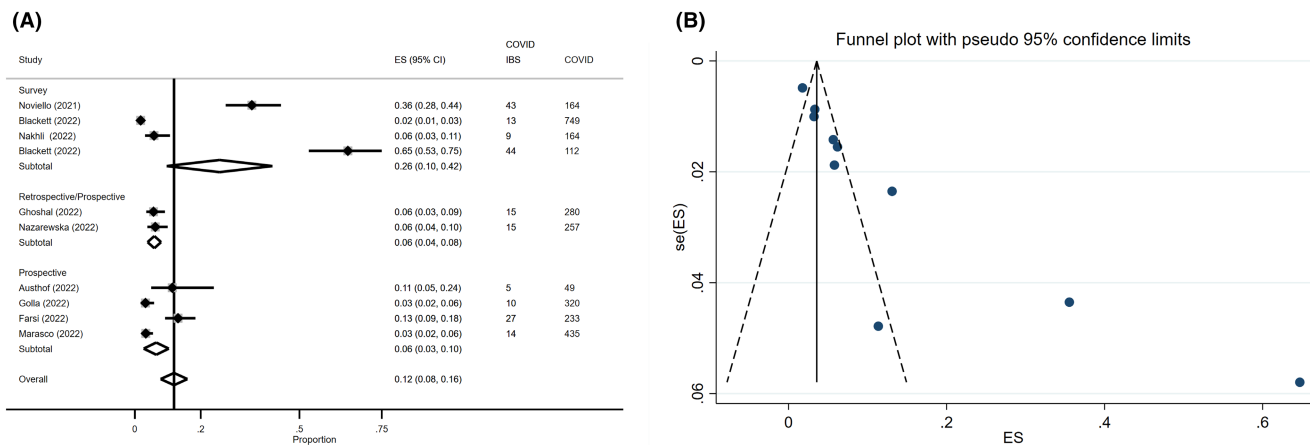 (A)
COVID
Study ES (95% CI) IBS COVID
Survey
Noviello (2021) 0.36 (0.28, 0.44) 43 164
Blackett (2022) 0.02 (0.01, 0.03) 13 749
Nakhli (2022) 0.06 (0.03, 0.11) 9 164
Blackett (2022) 0.65 (0.53, 0.75) 44 112
Subtotal 0.26 (0.10, 0.42)
Retrospective/Prospective
Ghoshal (2022) 0.06 (0.03, 0.09) 15 280
Nazarewska (2022) 0.06 (0.04, 0.10) 15 257
Subtotal 0.06 (0.04, 0.08)
Prospective
Austhof (2022) 0.11 (0.05, 0.24) 5 49
Golla (2022) 0.03 (0.02, 0.06) 10 320
Farsi (2022) 0.13 (0.09, 0.18) 27 233
Marasco (2022) 0.03 (0.02, 0.06) 14 435
Subtotal 0.06 (0.03, 0.10)
Overall 0.12 (0.08, 0.16)
0 .2 .5 .75
Proportion
(B)
Funnel plot with pseudo 95% confidence limits
0
.02
.04
.06
se(ES)
0 .2 .4 .6
ES